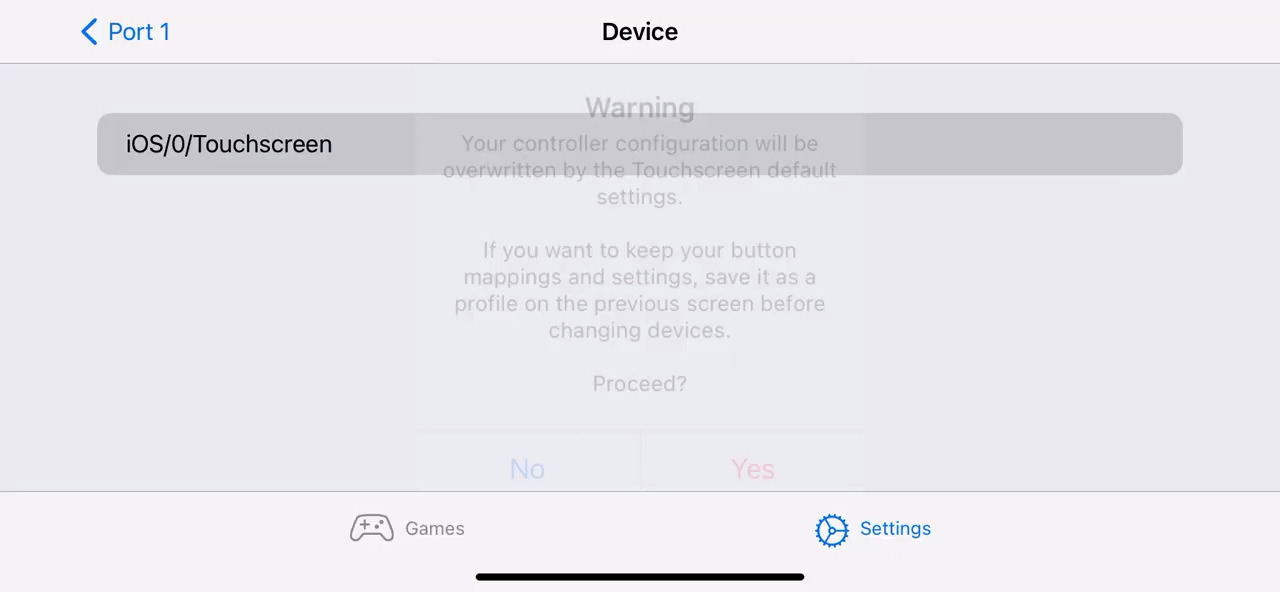 Port 1
Device
Warning
iOS/0/Touchscreen
Your controller configuration will be
overwritten by the Touchscreen default
settings.
If you want to keep your button
mappings and settings, save it as a
profile on the previous screen before
changing devices.
Proceed?
No
Yes
Games
Settings